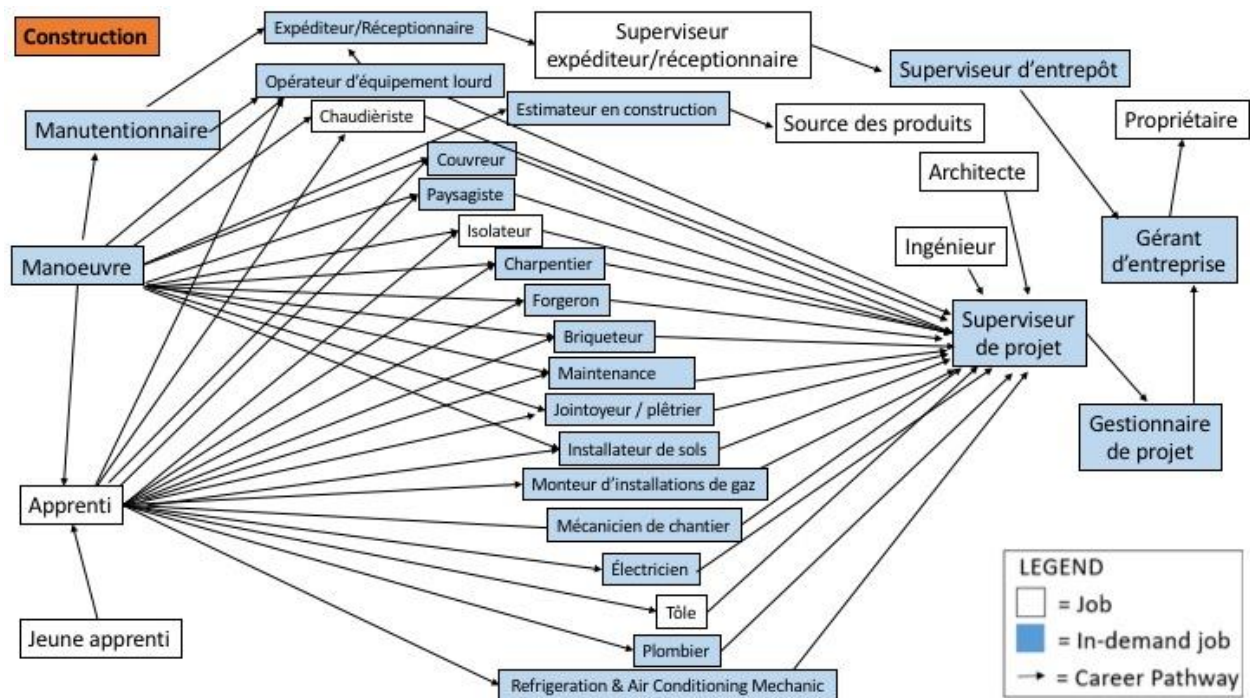 Construction
Expéditeur/Réceptionnaire
Superviseur
expéditeur/réceptionnaire
Superviseur d'entrepôt
Opérateur d'équipement lourd
Manutentionnaire
Chaudièriste
Estimateur en construction
Source des produits
Propriétaire
Couvreur
Architecte
Paysagiste
Isolateur
Ingénieur
Gérant
d'entreprise
Manoeuvre
Charpentier
Forgeron
Superviseur
de projet
Briqueteur
Maintenance
Jointoyeur / plêtrier
Gestionnaire
de projet
Installateur de sols
Monteur d'installations de gaz
Apprenti
Mécanicien de chantier
Électricien
Tôle
Jeune apprenti
Plombier
Refrigeration & Air Conditioning Mechanic
LEGEND
= Job
= In-demand job
= Career Pathway